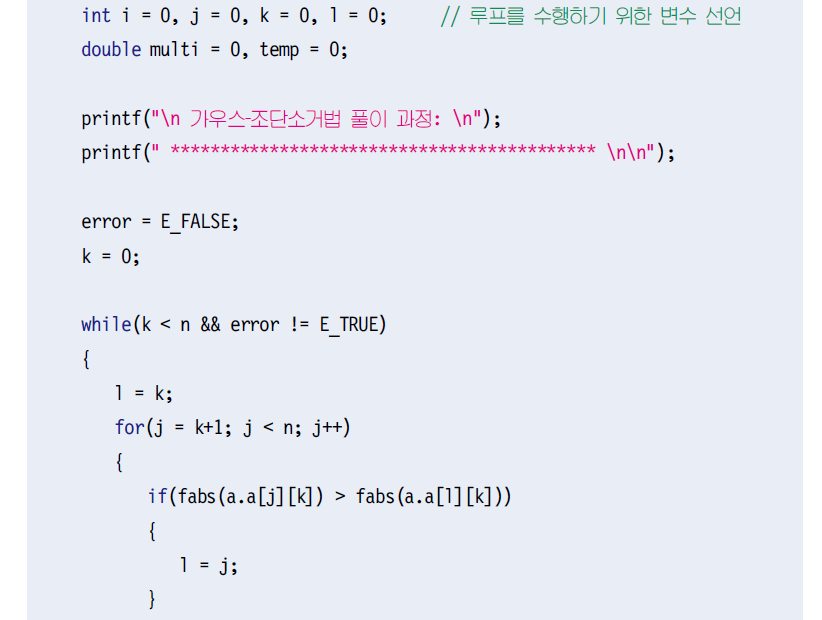 int i = 0, j = 0, k = 0, l = 0; // 루프를 수행하기 위한 변수 선언
double multi = 0, temp = 0;
printf("\n 가우스-조단소거법 풀이 과정: \n");
printf(" ******************************************* \n\n");
error = E_FALSE;
k = 0;
while(k < n && error != E_TRUE)
{
l = k;
for(j = k+1; j < n; j++)
{
if(fabs(a.a[j][k]) > fabs(a.a[l][k]))
{
l = j;
}